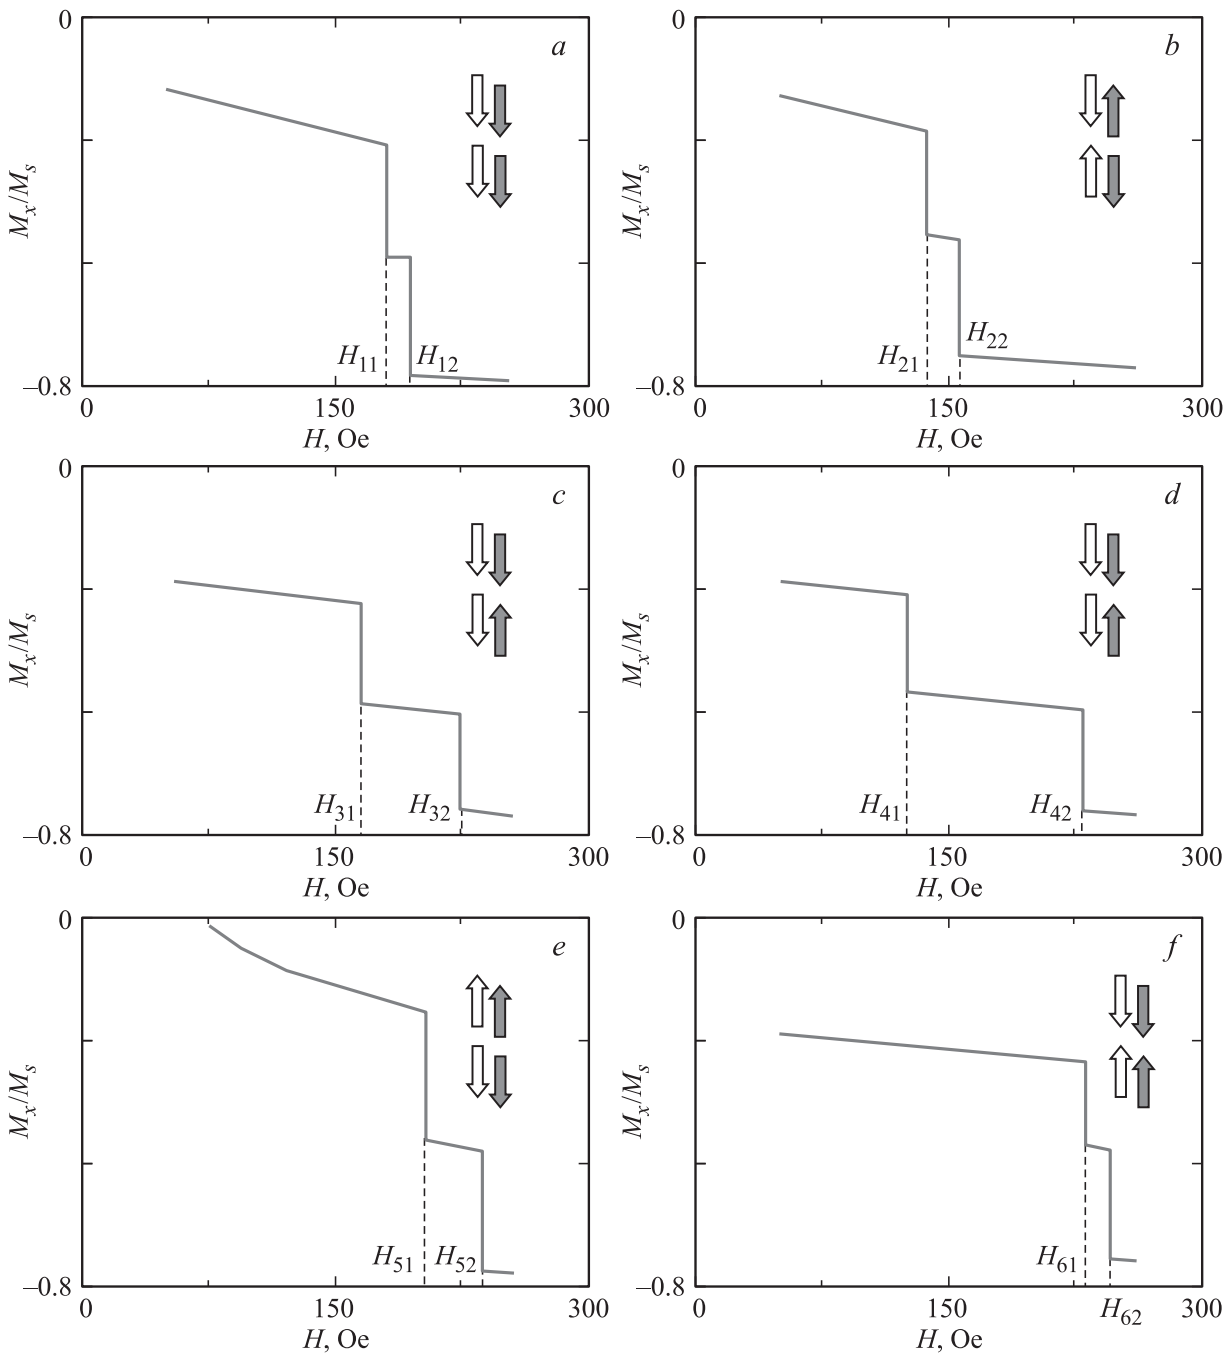 0
a
M_x/M_s
H_11
H_12
–0.8
0
150
300
H, Oe
0
b
M_x/M_s
H_21
H_22
–0.8
0
150
300
H, Oe
0
c
M_x/M_s
H_31
H_32
–0.8
0
150
300
H, Oe
0
d
M_x/M_s
H_41
H_42
–0.8
0
150
300
H, Oe
0
e
M_x/M_s
H_51
H_52
–0.8
0
150
300
H, Oe
0
f
M_x/M_s
H_61
–0.8
0
150
H_62
300
H, Oe